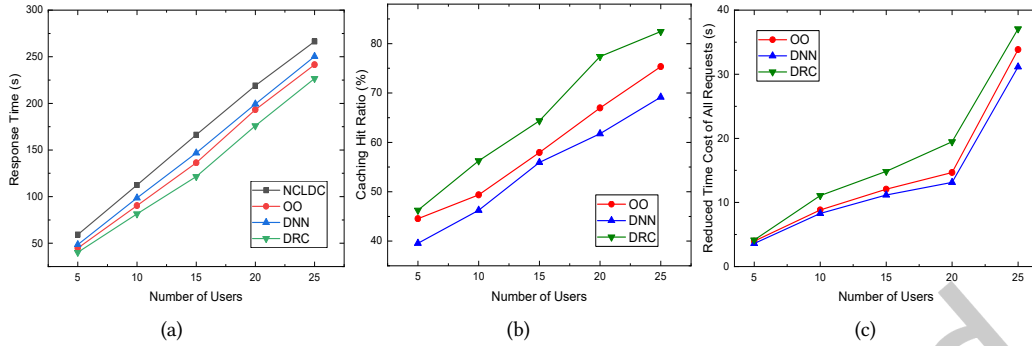 300
250
200
150
100
50
Response Time (s)
NCLDC
OO
DNN
DRC
5 10 15 20 25
Number of Users
(a)
80
70
60
50
40
Caching Hit Ratio (%)
OO
DNN
DRC
5 10 15 20 25
Number of Users
(b)
40
30
20
10
0
Reduced Time Cost of All Requests (s)
OO
DNN
DRC
5 10 15 20 25
Number of Users
(c)